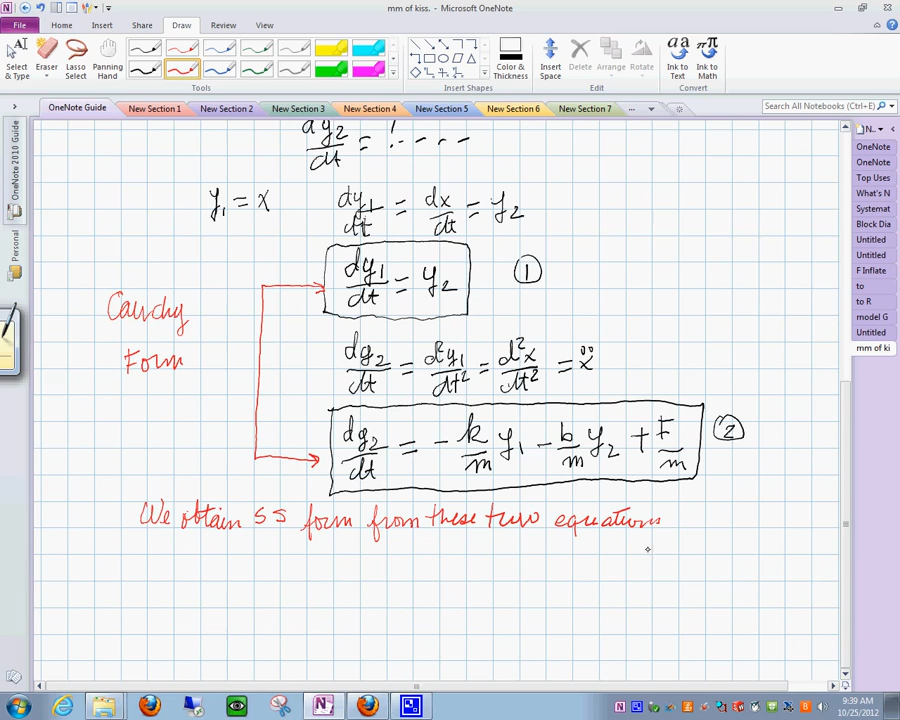 mm of kiss. - Microsoft OneNote
File Home Insert Share Draw Review View
Select & Type Eraser Lasso Select Panning Hand Color & Thickness Insert Space Delete Arrange Rotate Ink to Text Ink to Math
Tools Insert Shapes Edit Convert
OneNote Guide New Section 1 New Section 2 New Section 3 New Section 4 New Section 5 New Section 6 New Section 7 ... Search All Notebooks (Ctrl+E)
OneNote 2010 Guide
Personal
N..
OneNote
OneNote
Top Uses
What's N
Systemat
Block Dia
Untitled
Untitled
F Inflate
to
to R
model G
Untitled
mm of ki
dy2/dt = !----
y1 = x dy1/dt = dx/dt = y2
dy1/dt = y2 ①
Cauchy
Form
dy2/dt = d²y1/dt² = d²x/dt² = ẍ
dy2/dt = - k/m y1 - b/m y2 + F/m ②
We obtain SS form from these two equations
9:39 AM
10/25/2012